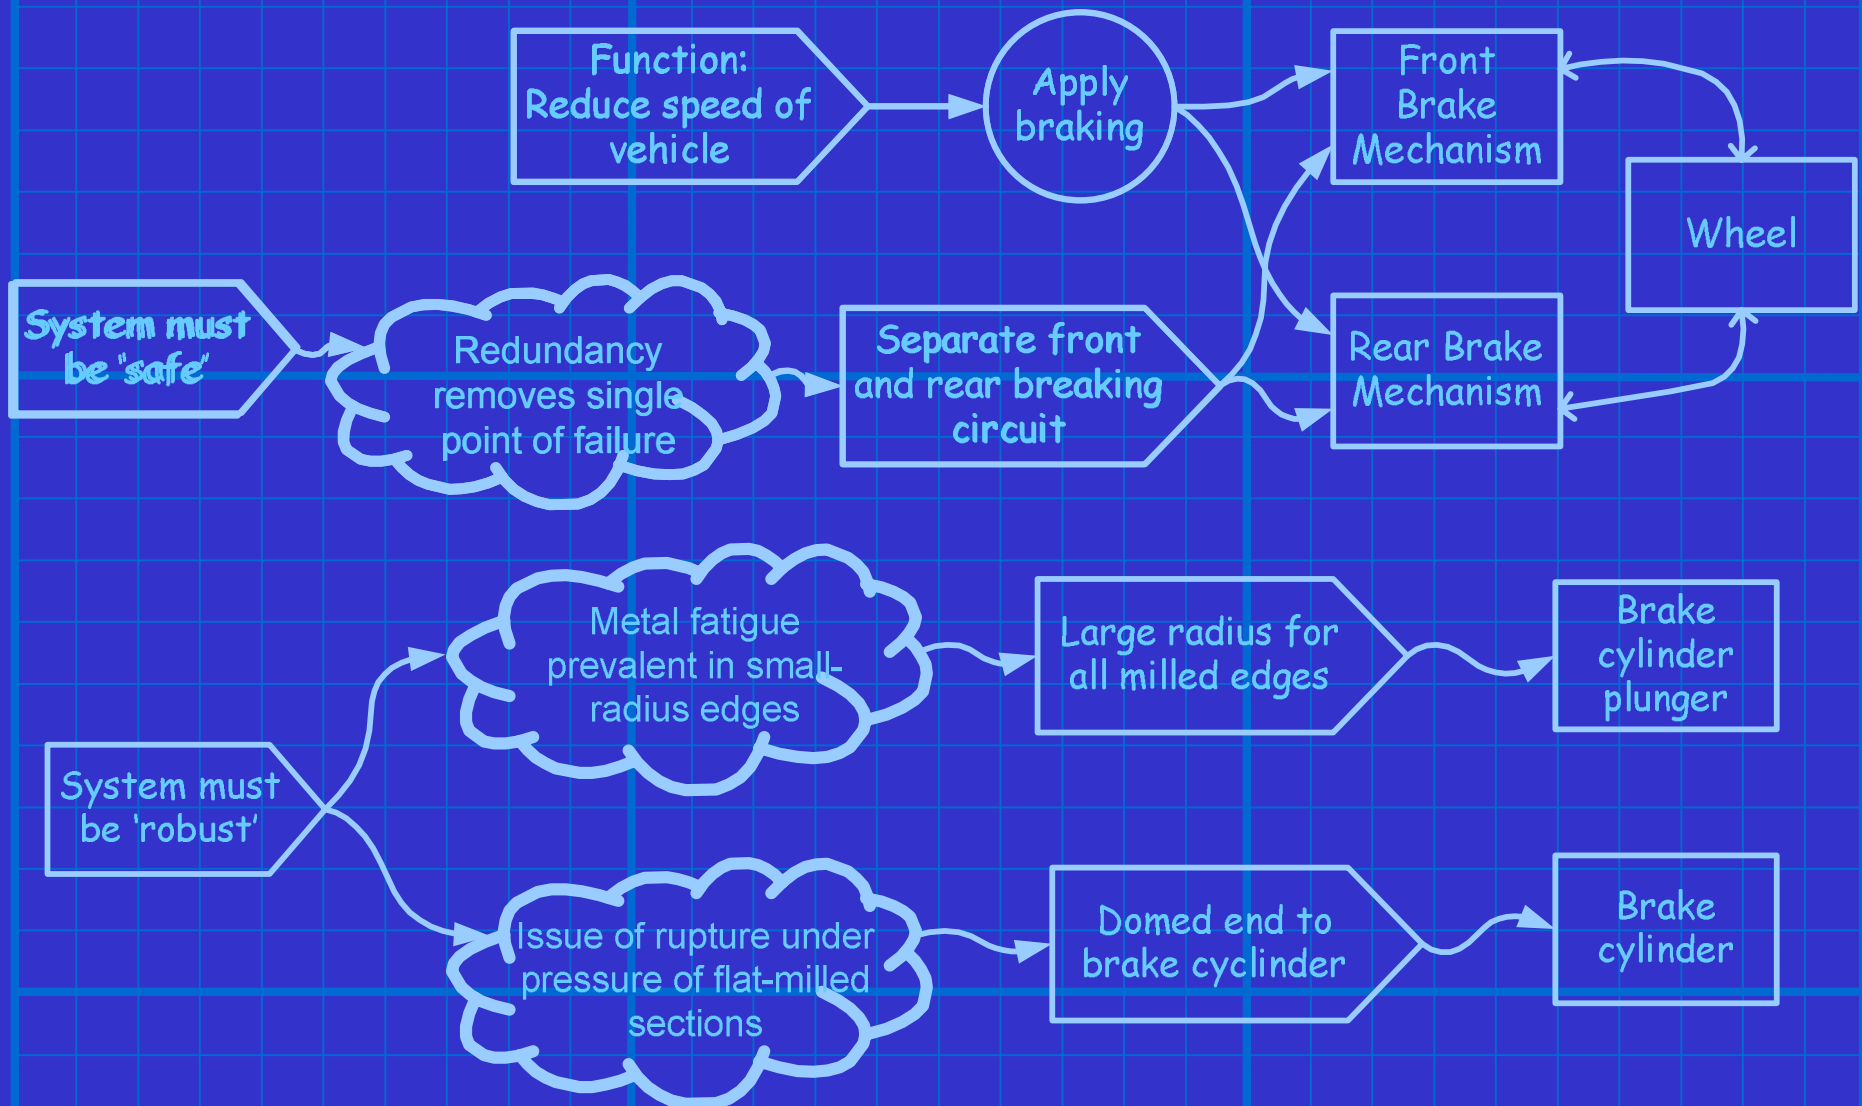 Function:
Reduce speed of
vehicle
Apply
braking
Front
Brake
Mechanism
Wheel
System must
be "safe"
Redundancy
removes single
point of failure
Separate front
and rear breaking
circuit
Rear Brake
Mechanism
Metal fatigue
prevalent in small-
radius edges
Large radius for
all milled edges
Brake
cylinder
plunger
System must
be 'robust'
Issue of rupture under
pressure of flat-milled
sections
Domed end to
brake cyclinder
Brake
cylinder